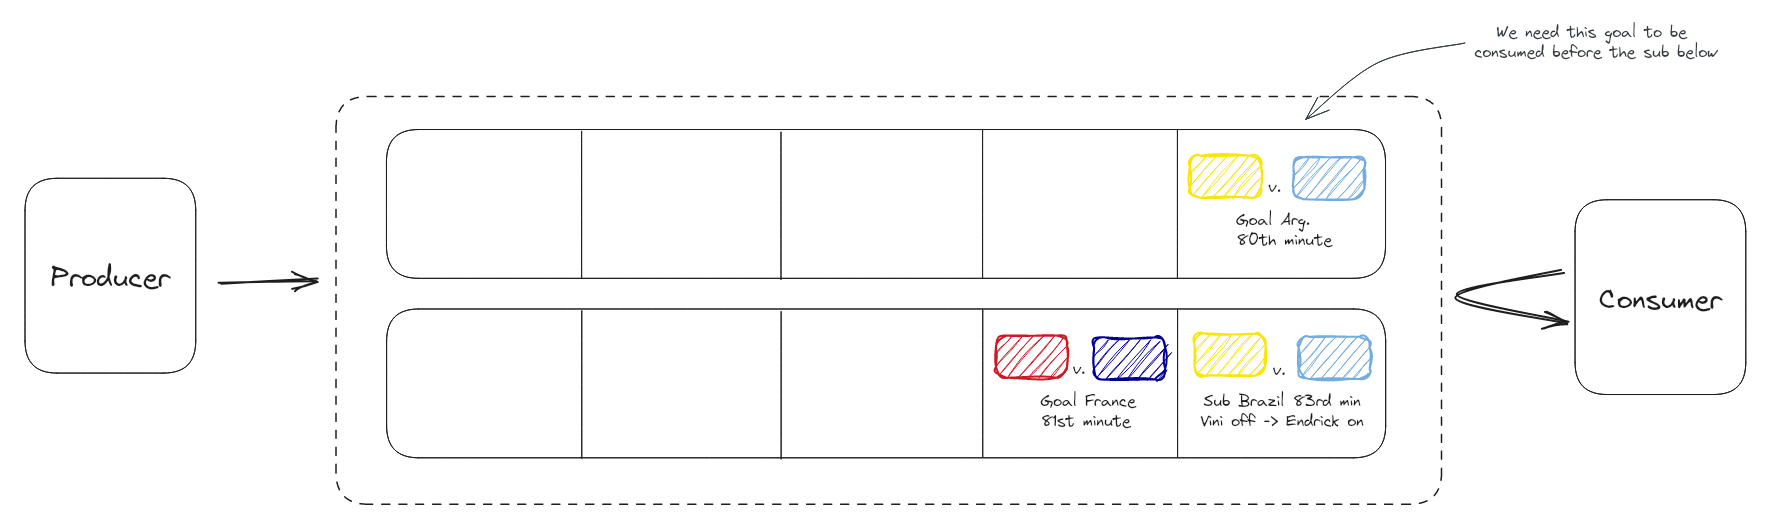 We need this goal to be
consumed before the sub below
v.
Goal Arg.
80th minute
Producer
Consumer
v.
Goal France
81st minute
v.
Sub Brazil 83rd min
Vini off -> Endrick on